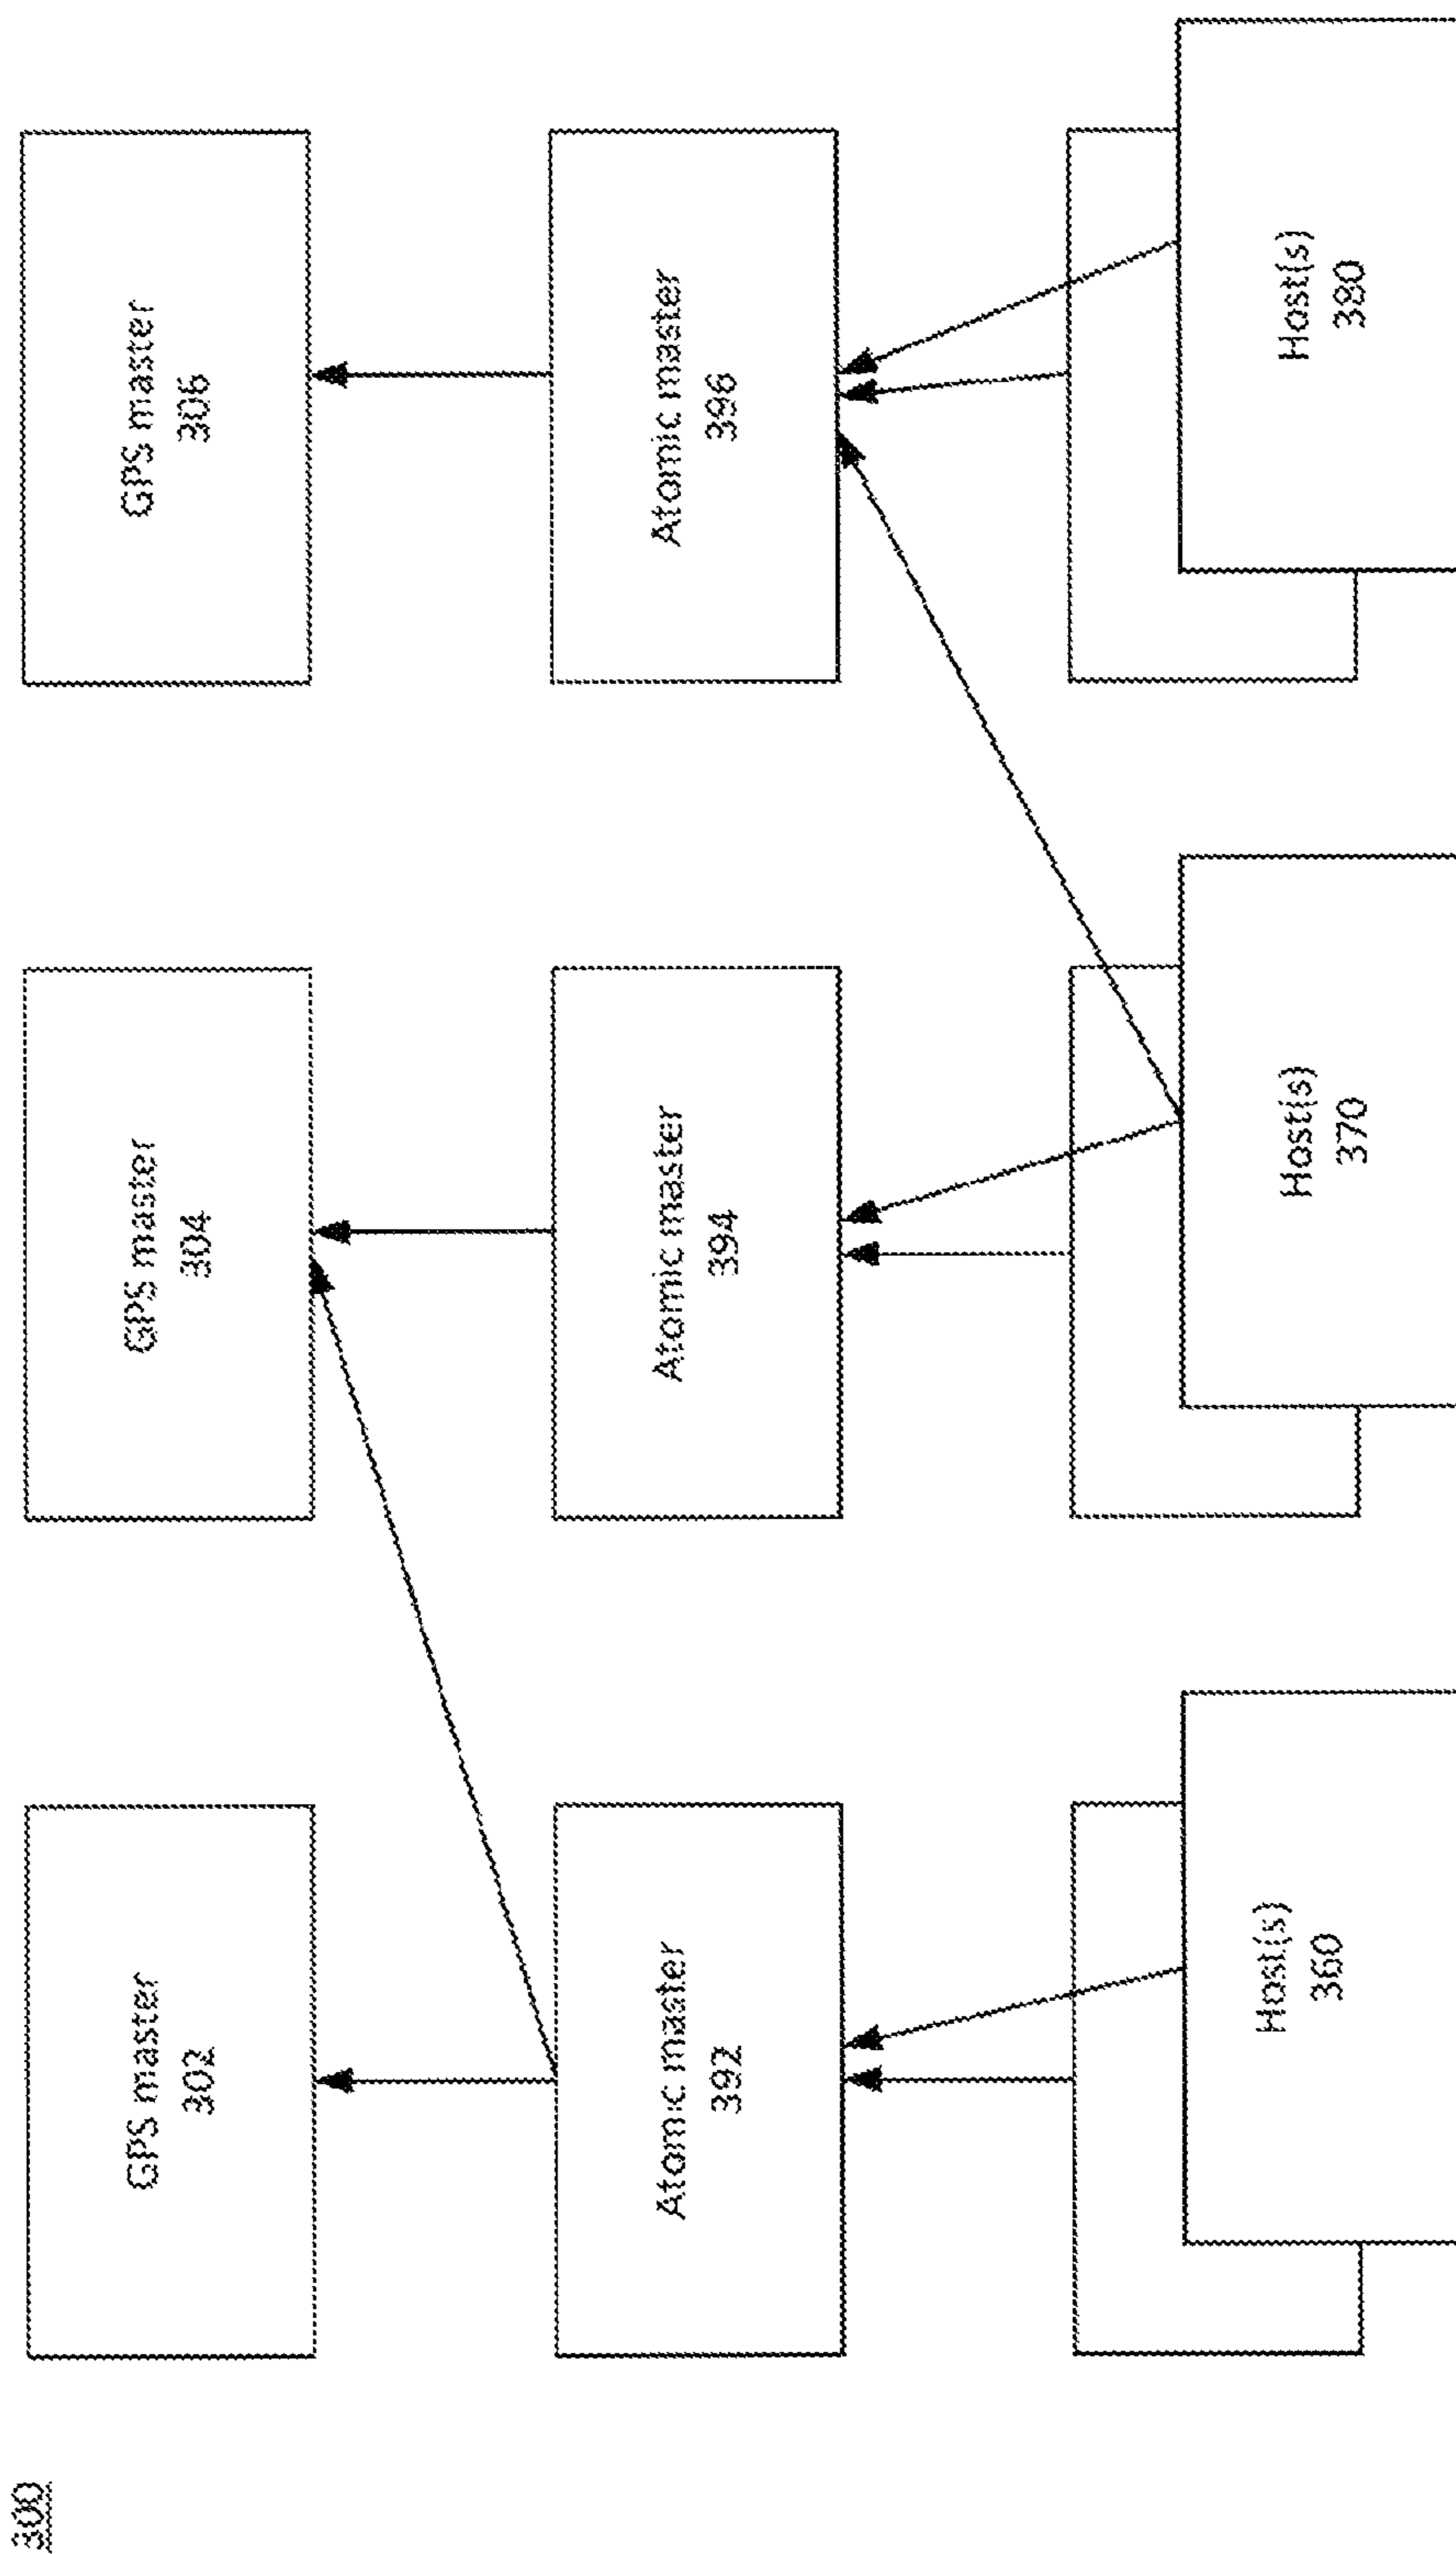 300
GPS master
302
GPS master
304
GPS master
306
Atomic master
392
Atomic master
394
Atomic master
396
Host(s)
360
Host(s)
370
Host(s)
380